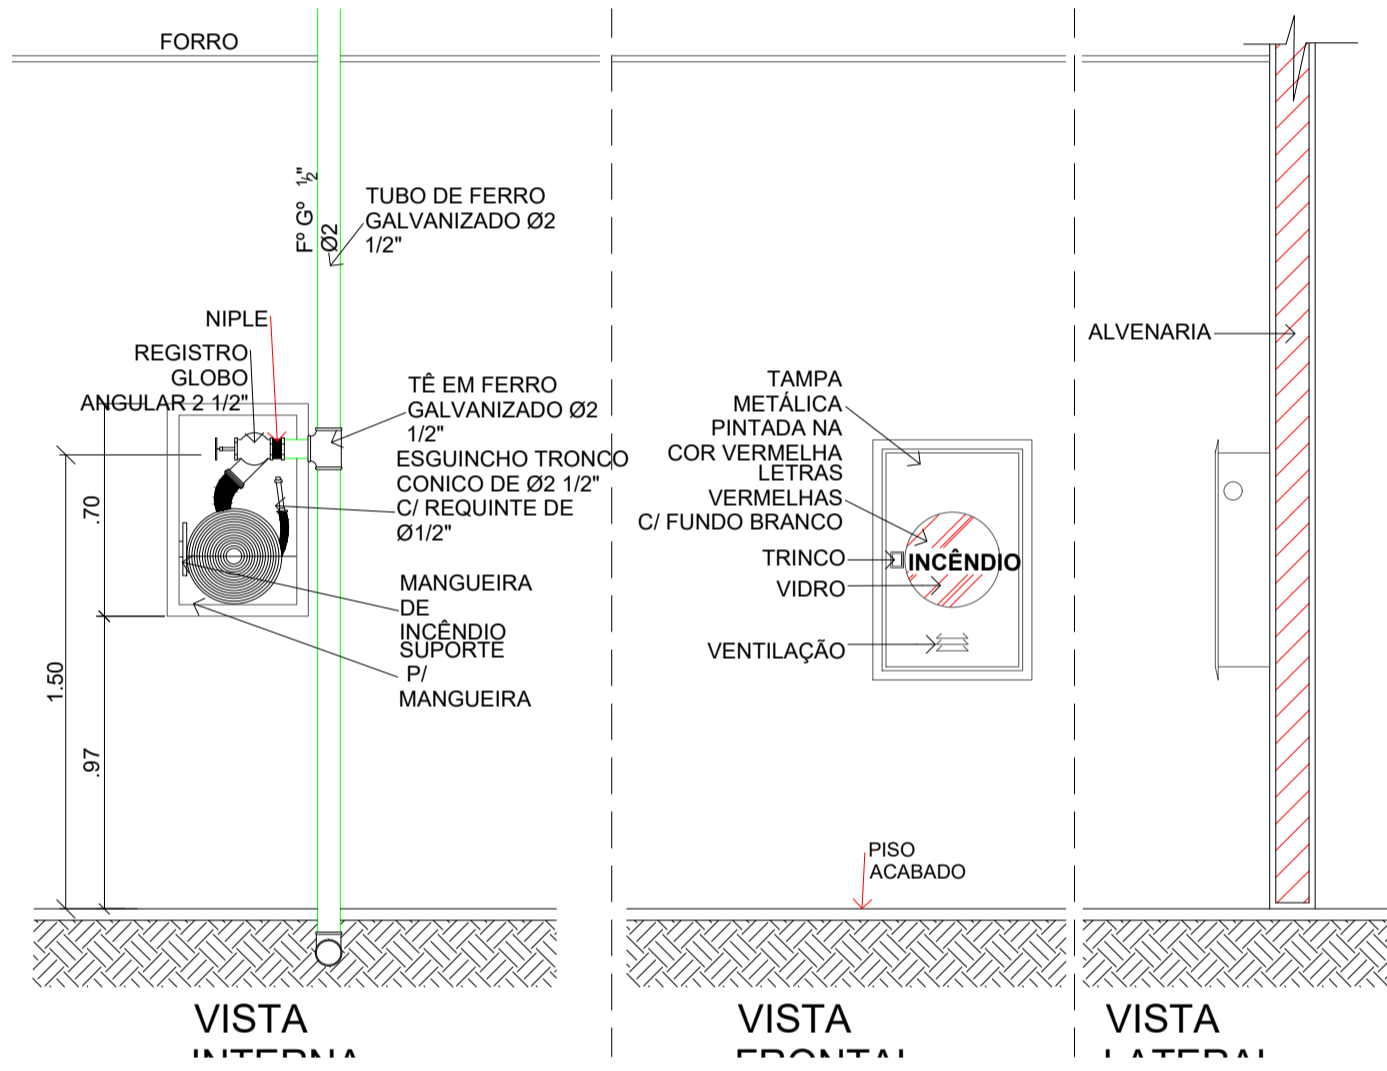 FORRO
Fº Gº ½"
Ø2
TUBO DE FERRO
GALVANIZADO Ø2
1/2"
NIPLE
REGISTRO
GLOBO
ANGULAR 2 1/2"
TÊ EM FERRO
GALVANIZADO Ø2
1/2"
ESGUINCHO TRONCO
CONICO DE Ø2 1/2"
C/ REQUINTE DE
Ø1/2"
MANGUEIRA
DE
INCÊNDIO
SUPORTE
P/
MANGUEIRA
.70
1.50
.97
VISTA
INTERNA
TAMPA
METÁLICA
PINTADA NA
COR VERMELHA
LETRAS
VERMELHAS
C/ FUNDO BRANCO
TRINCO
INCÊNDIO
VIDRO
VENTILAÇÃO
PISO
ACABADO
VISTA
FRONTAL
ALVENARIA
VISTA
LATERAL